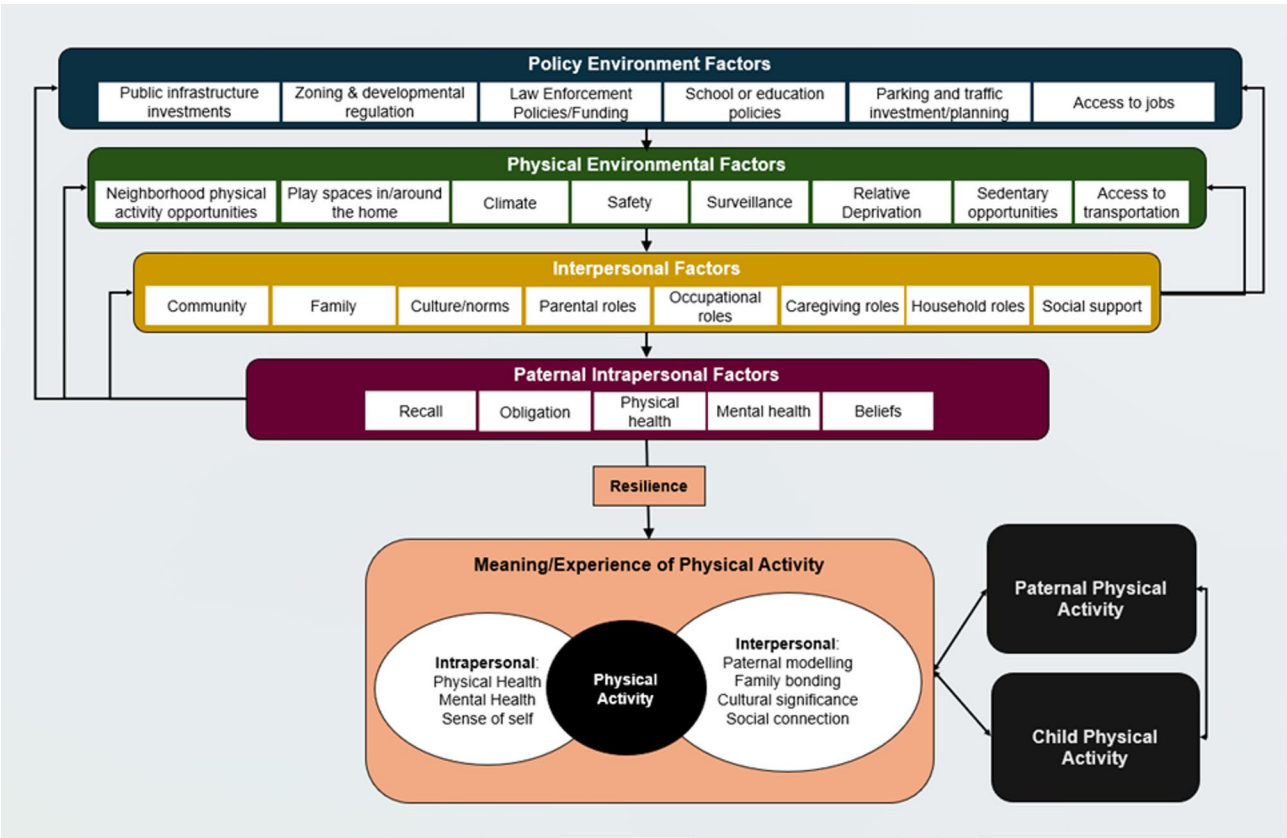 Policy Environment Factors
Public infrastructure
investments
Zoning & developmental
regulation
Law Enforcement
Policies/Funding
School or education
policies
Parking and traffic
investment/planning
Access to jobs
Physical Environmental Factors
Neighborhood physical
activity opportunities
Play spaces in/around
the home
Climate
Safety
Surveillance
Relative
Deprivation
Sedentary
opportunities
Access to
transportation
Interpersonal Factors
Community
Family
Culture/norms
Parental roles
Occupational
roles
Caregiving roles
Household roles
Social support
Paternal Intrapersonal Factors
Recall
Obligation
Physical
health
Mental health
Beliefs
Resilience
Meaning/Experience of Physical Activity
Intrapersonal:
Physical Health
Mental Health
Sense of self
Physical
Activity
Interpersonal:
Paternal modelling
Family bonding
Cultural significance
Social connection
Paternal Physical
Activity
Child Physical
Activity